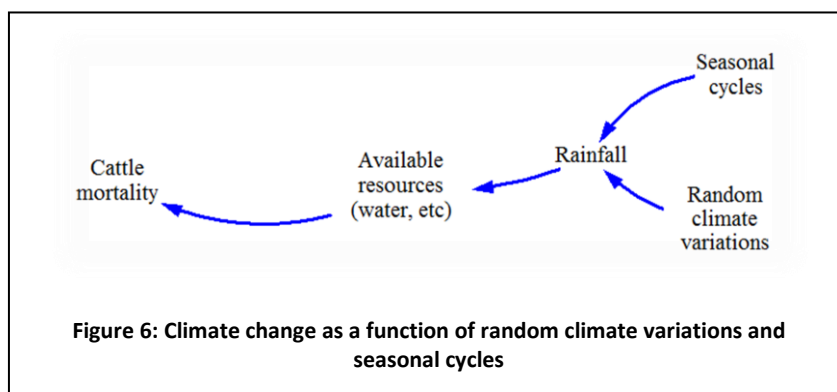 Seasonal
cycles
Rainfall
Available
resources
(water, etc)
Cattle
mortality
Random
climate
variations
Figure 6: Climate change as a function of random climate variations and
seasonal cycles